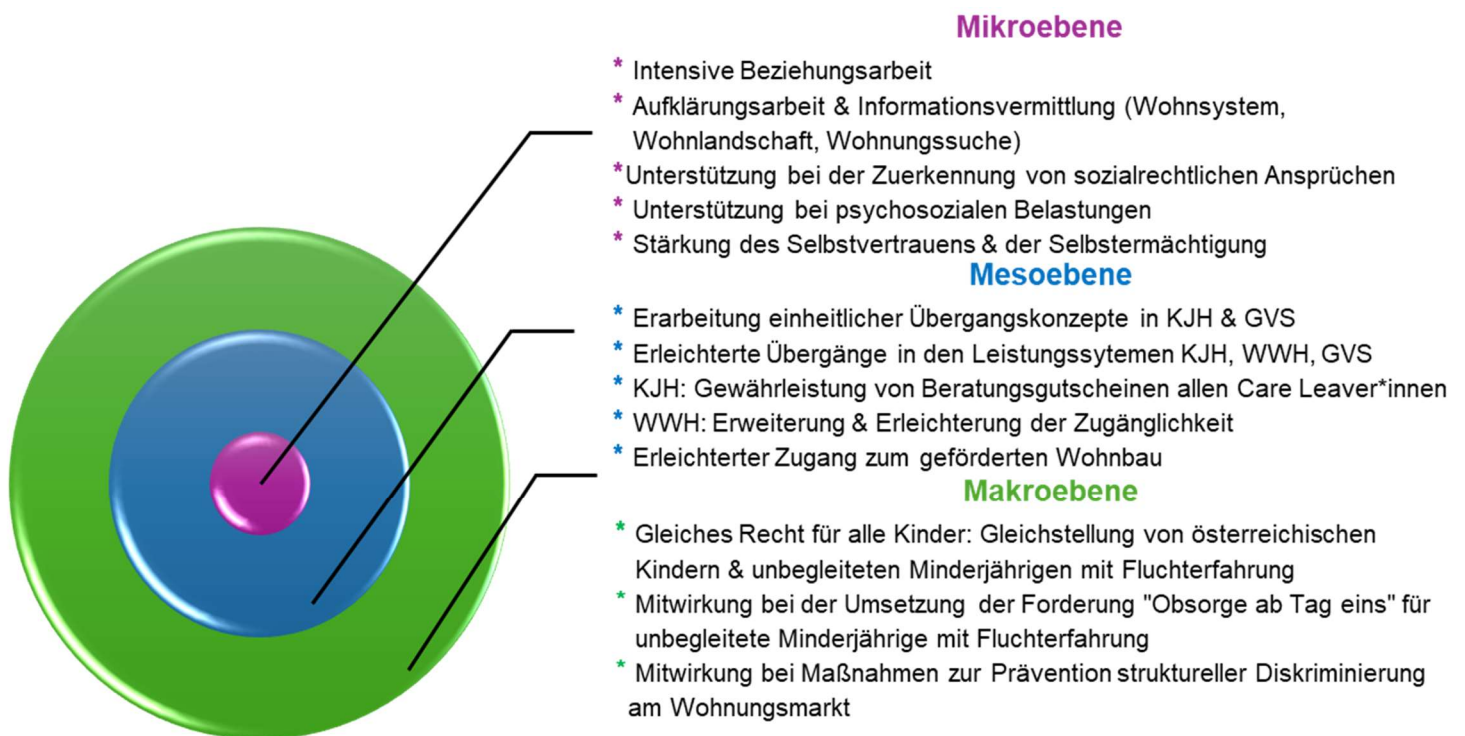 Mikroebene
* Intensive Beziehungsarbeit
* Aufklärungsarbeit & Informationsvermittlung (Wohnsystem,
Wohnlandschaft, Wohnungssuche)
*Unterstützung bei der Zuerkennung von sozialrechtlichen Ansprüchen
* Unterstützung bei psychosozialen Belastungen
* Stärkung des Selbstvertrauens & der Selbstermächtigung
Mesoebene
* Erarbeitung einheitlicher Übergangskonzepte in KJH & GVS
* Erleichterte Übergänge in den Leistungssytemen KJH, WWH, GVS
* KJH: Gewährleistung von Beratungsgutscheinen allen Care Leaver*innen
* WWH: Erweiterung & Erleichterung der Zugänglichkeit
* Erleichterter Zugang zum geförderten Wohnbau
Makroebene
* Gleiches Recht für alle Kinder: Gleichstellung von österreichischen
Kindern & unbegleiteten Minderjährigen mit Fluchterfahrung
* Mitwirkung bei der Umsetzung der Forderung "Obsorge ab Tag eins" für
unbegleitete Minderjährige mit Fluchterfahrung
* Mitwirkung bei Maßnahmen zur Prävention struktureller Diskriminierung
am Wohnungsmarkt